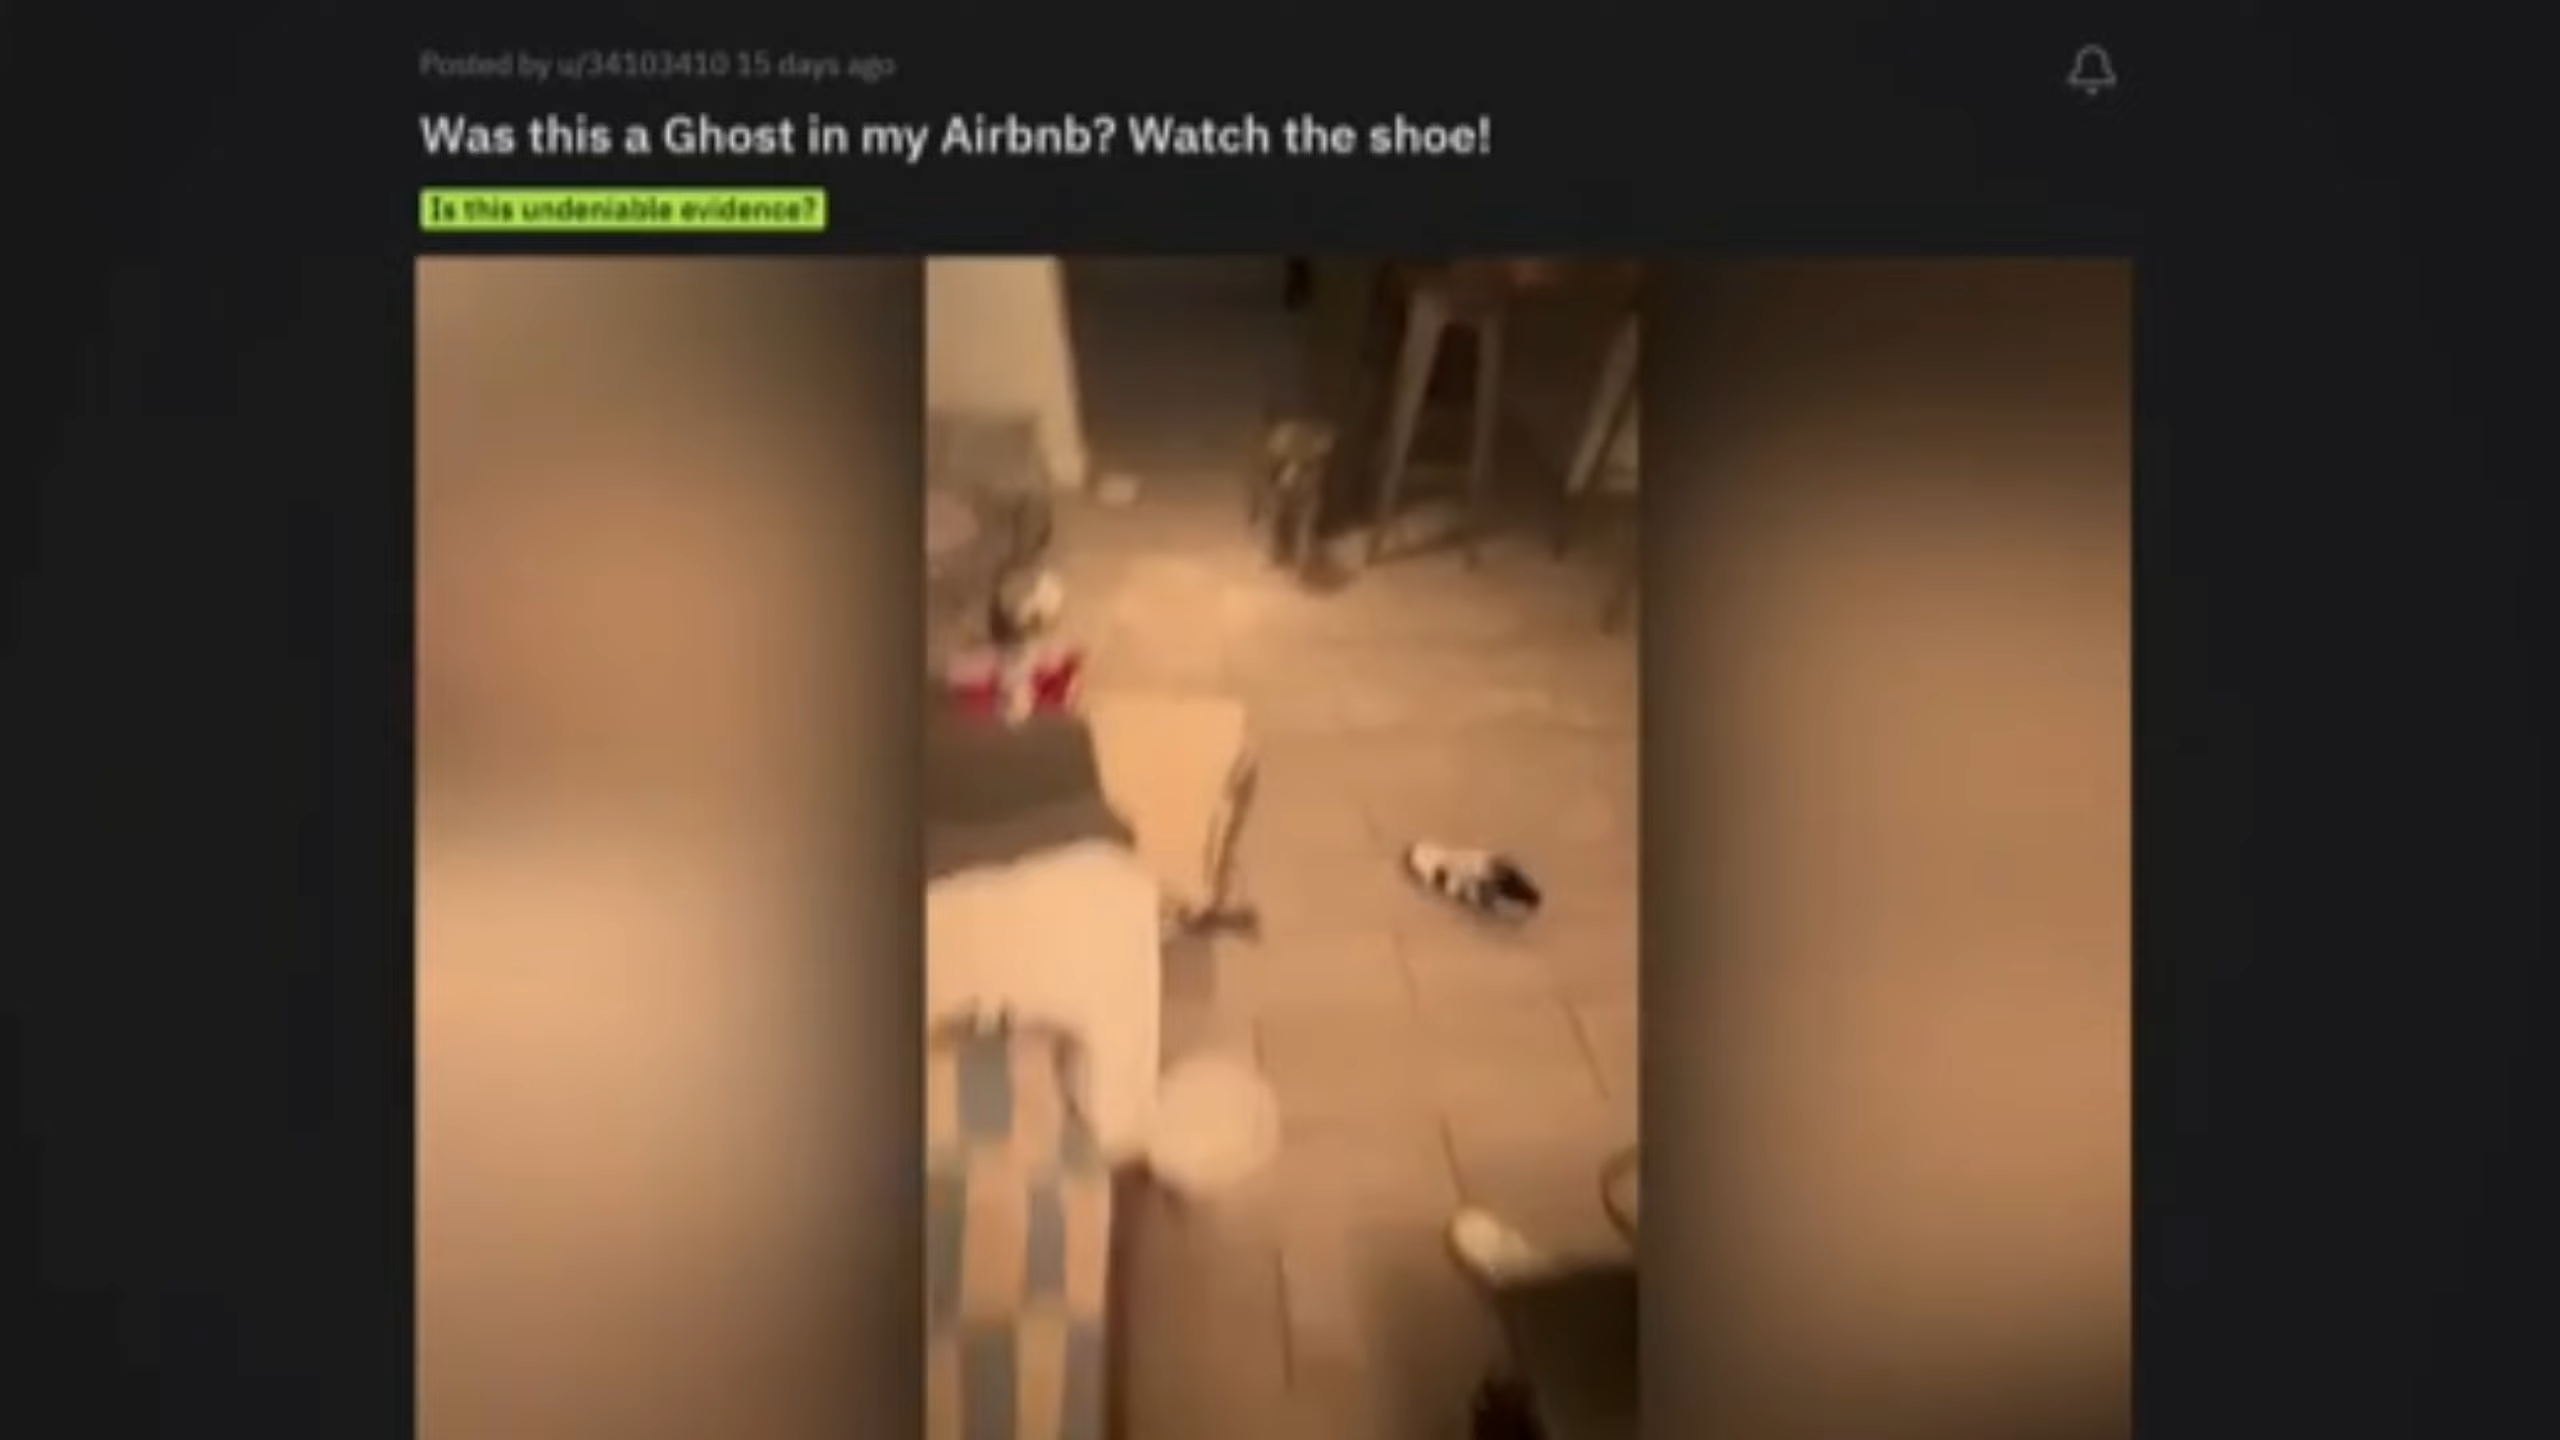 Posted by u/34103410 15 days ago
Was this a Ghost in my Airbnb? Watch the shoe!
Is this undeniable evidence?